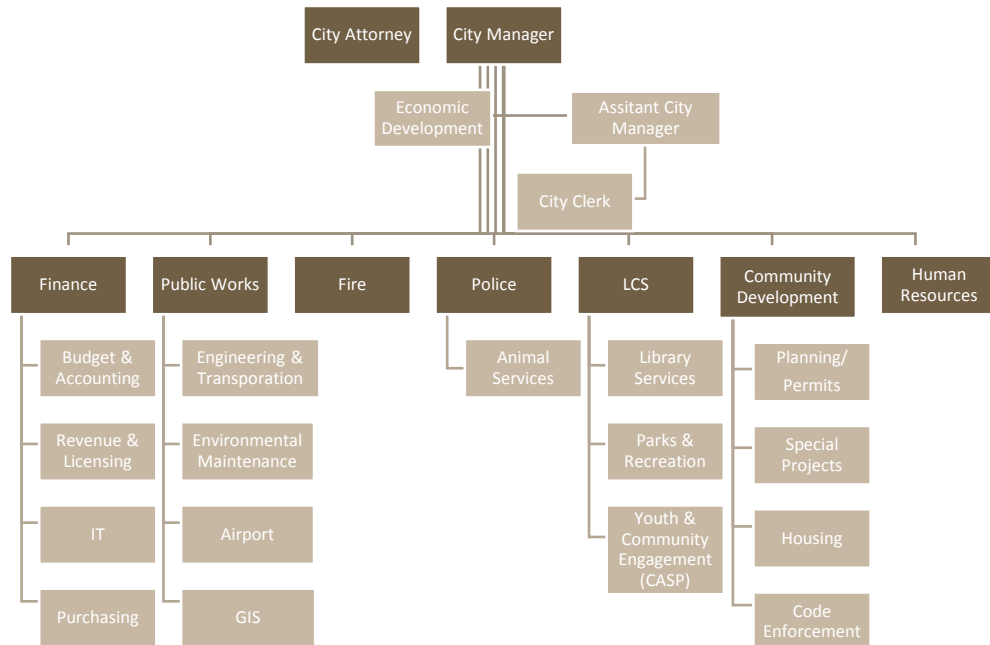 City Attorney
City Manager
Economic
Development
Assitant City
Manager
City Clerk
Finance
Public Works
Fire
Police
LCS
Community
Development
Human
Resources
Budget &
Accounting
Revenue &
Licensing
IT
Purchasing
Engineering &
Transporation
Environmental
Maintenance
Airport
GIS
Animal
Services
Library
Services
Parks &
Recreation
Youth &
Community
Engagement
(CASP)
Planning/
Permits
Special
Projects
Housing
Code
Enforcement